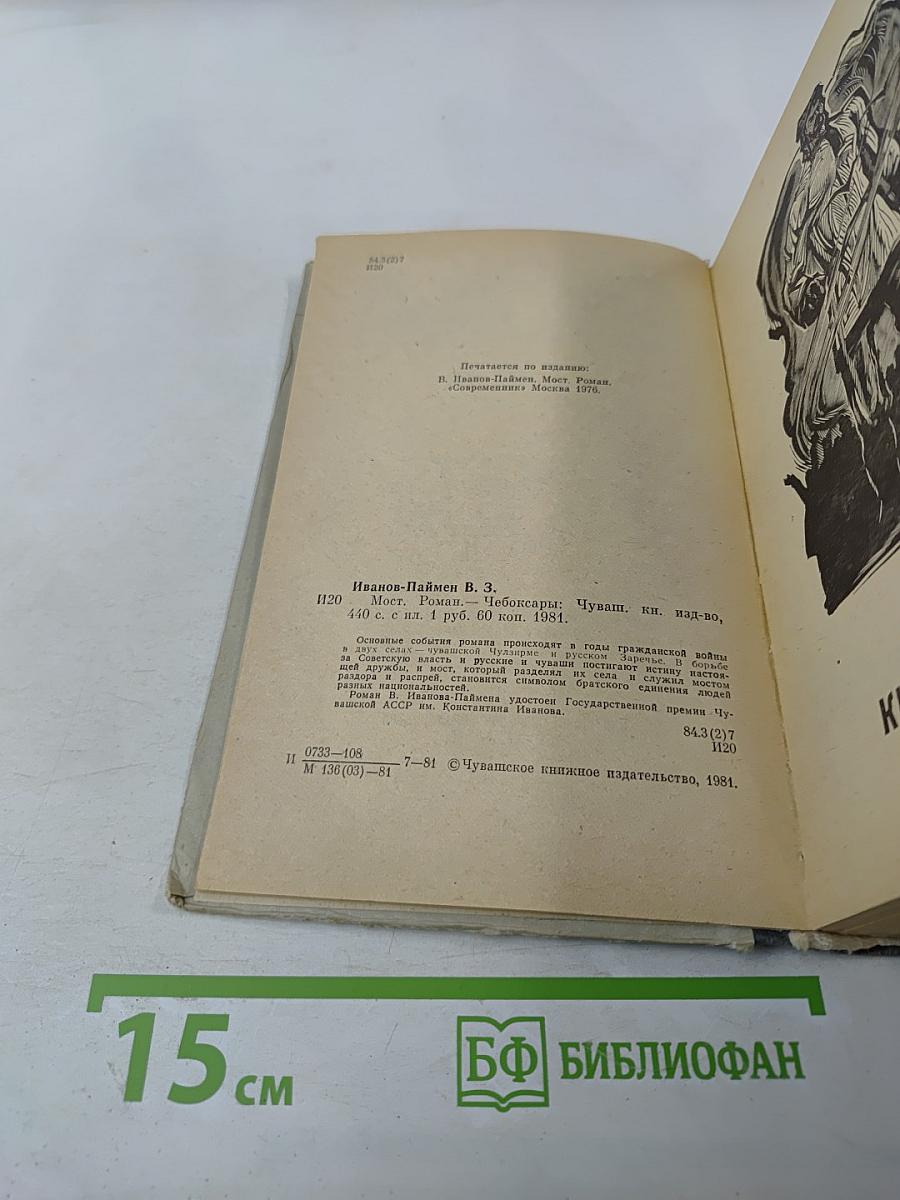 84.3(2)7
И20
Печатается по изданию:
В. Иванов-Паймен. Мост. Роман.
«Современник» Москва 1976.
Иванов-Паймен В. З.
И20 Мост. Роман.— Чебоксары: Чуваш. кн. изд-во,
440 с. с ил. 1 руб. 60 коп. 1981.
Основные события романа происходят в годы гражданской войны
в двух селах — чувашской Чулзирме и русском Заречье. В борьбе
за Советскую власть и русские и чуваши постигают истину настоя-
щей дружбы, и мост, который разделял их села и служил мостом
раздора и распрей, становится символом братского единения людей
разных национальностей.
Роман В. Иванова-Паймена удостоен Государственной премии Чу-
вашской АССР им. Константина Иванова.
84.3(2)7
И20
И 0733—108
М 136(03)—81 7—81 © Чувашское книжное издательство, 1981.
15 см
БФ БИБЛИОФАН